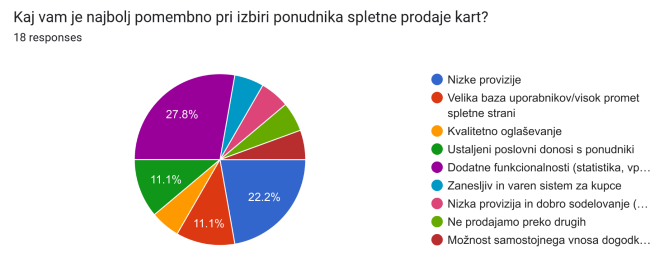 Kaj vam je najbolj pomembno pri izbiri ponudnika spletne prodaje kart?
18 responses
27.8%
11.1%
11.1%
22.2%
Nizke provizije
Velika baza uporabnikov/visok promet
spletne strani
Kvalitetno oglaševanje
Ustaljeni poslovni donosi s ponudniki
Dodatne funkcionalnosti (statistika, vp…
Zanesljiv in varen sistem za kupce
Nizka provizija in dobro sodelovanje (…
Ne prodajamo preko drugih
Možnost samostojnega vnosa dogodk…